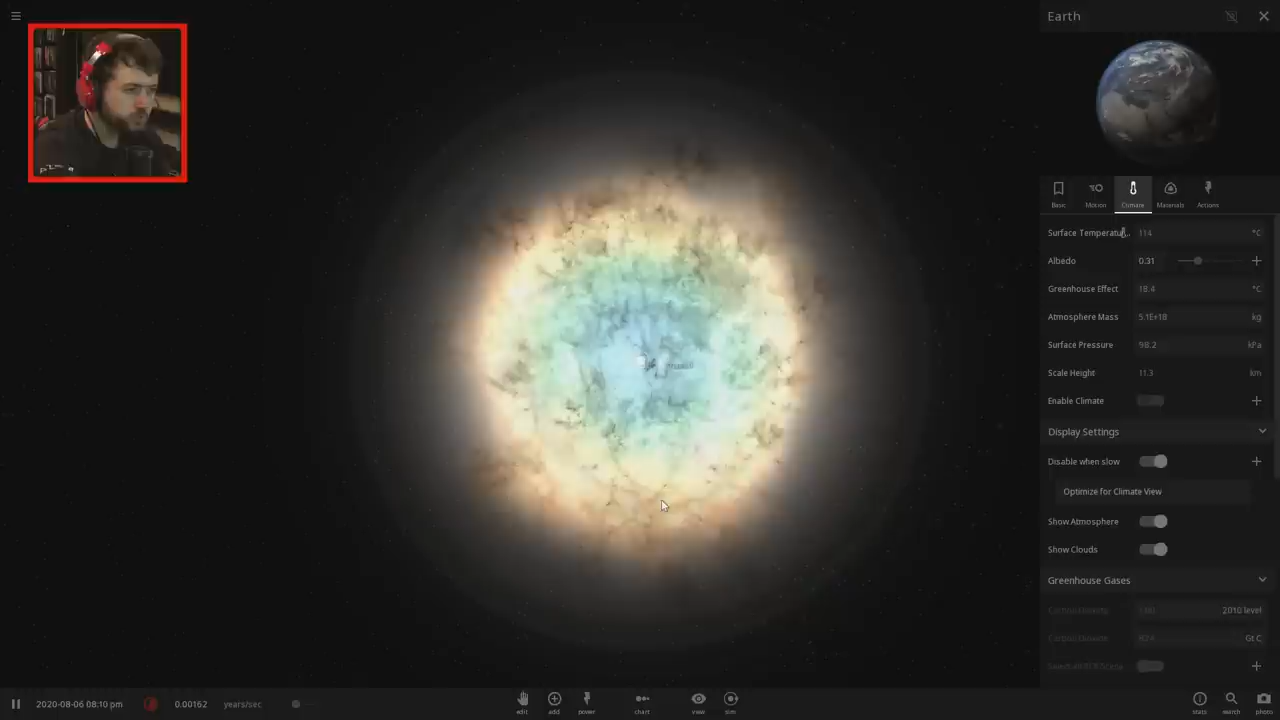 Earth
Basic
Motion
Climate
Materials
Actions
114 °C
Albedo 0.31
Greenhouse Effect 18.4 °C
Atmosphere Mass 5.1E+18 kg
Surface Pressure 98.2 kPa
Scale Height 11.3 km
Enable Climate
Display Settings
Disable when slow
Optimize for Climate View
Show Atmosphere
Show Clouds
Greenhouse Gases
2010 level
Gt C
2020-08-06 08:10 pm
0.00162 years/sec
edit
add
power
chart
view
sim
stats
search
photo